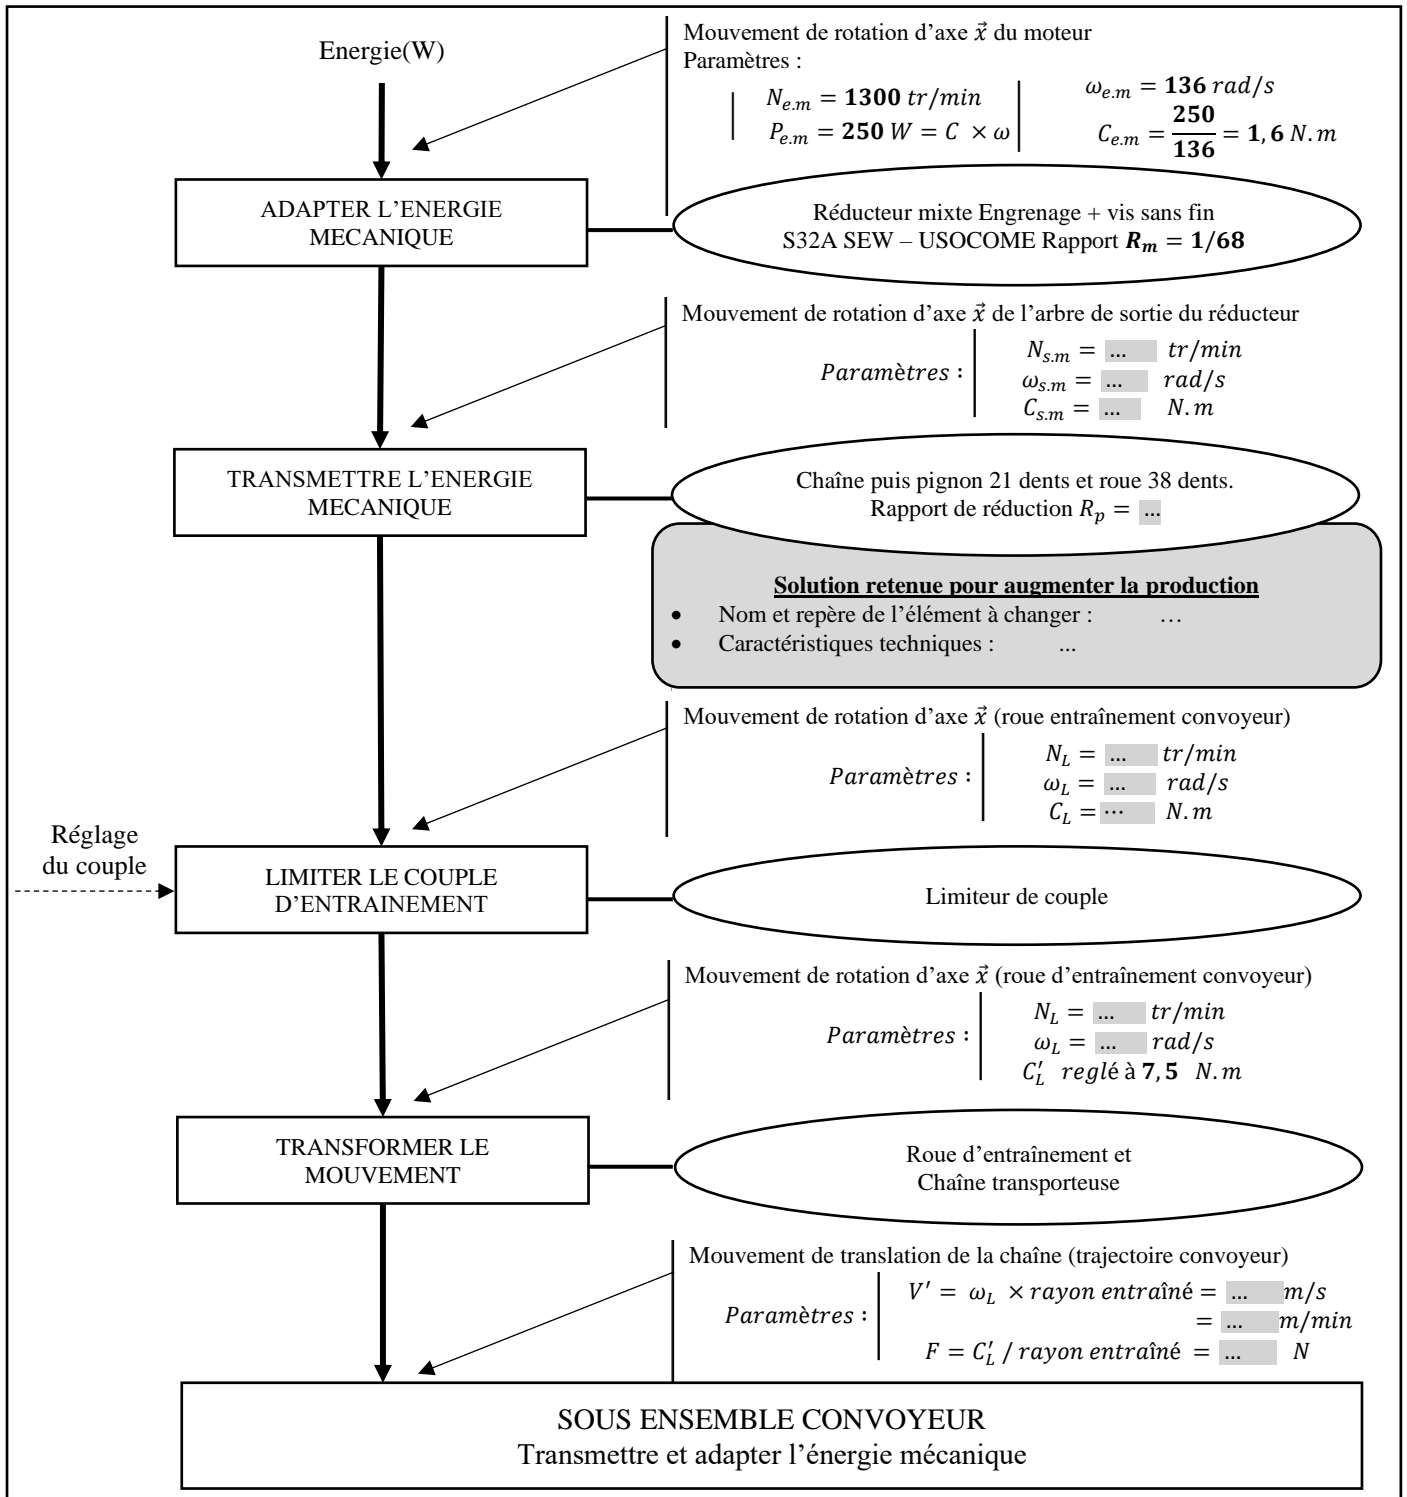 Energie(W)
Mouvement de rotation d'axe x⃗ du moteur
Paramètres :
N_{e.m} = 1300 tr/min
P_{e.m} = 250 W = C × ω
ω_{e.m} = 136 rad/s
C_{e.m} = 250/136 = 1,6 N.m
ADAPTER L'ENERGIE
MECANIQUE
Réducteur mixte Engrenage + vis sans fin
S32A SEW – USOCOME Rapport R_m = 1/68
Mouvement de rotation d'axe x⃗ de l'arbre de sortie du réducteur
Paramètres :
N_{s.m} = ... tr/min
ω_{s.m} = ... rad/s
C_{s.m} = ... N.m
TRANSMETTRE L'ENERGIE
MECANIQUE
Chaîne puis pignon 21 dents et roue 38 dents.
Rapport de réduction R_p = ...
Solution retenue pour augmenter la production
• Nom et repère de l'élément à changer : …
• Caractéristiques techniques : ...
Mouvement de rotation d'axe x⃗ (roue entraînement convoyeur)
Paramètres :
N_L = ... tr/min
ω_L = ... rad/s
C_L = ⋯ N.m
Réglage
du couple
LIMITER LE COUPLE
D'ENTRAINEMENT
Limiteur de couple
Mouvement de rotation d'axe x⃗ (roue d'entraînement convoyeur)
Paramètres :
N_L = ... tr/min
ω_L = ... rad/s
C'_L reglé à 7,5 N.m
TRANSFORMER LE
MOUVEMENT
Roue d'entraînement et
Chaîne transporteuse
Mouvement de translation de la chaîne (trajectoire convoyeur)
Paramètres :
V' = ω_L × rayon entraîné = ... m/s
= ... m/min
F = C'_L / rayon entraîné = ... N
SOUS ENSEMBLE CONVOYEUR
Transmettre et adapter l'énergie mécanique